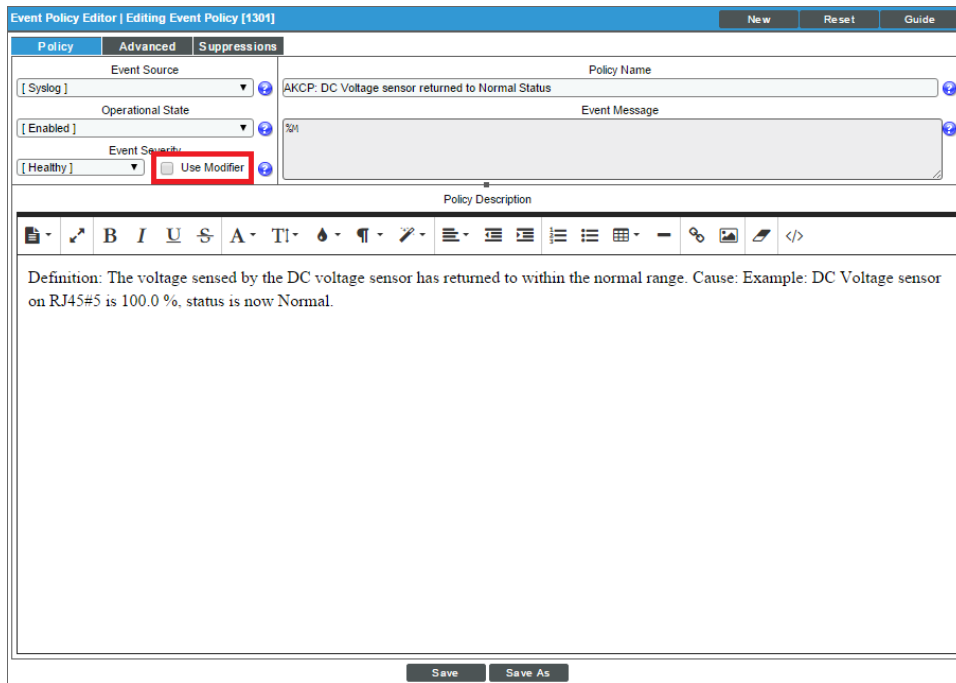 Event Policy Editor | Editing Event Policy [1301]
New
Reset
Guide
Policy
Advanced
Suppressions
Event Source
[ Syslog ]
Operational State
[ Enabled ]
Event Severity
[ Healthy ]
Use Modifier
Policy Name
AKCP: DC Voltage sensor returned to Normal Status
Event Message
%M
Policy Description
B I U S A TI ¶ </>
Definition: The voltage sensed by the DC voltage sensor has returned to within the normal range. Cause: Example: DC Voltage sensor
on RJ45#5 is 100.0 %, status is now Normal.
Save
Save As